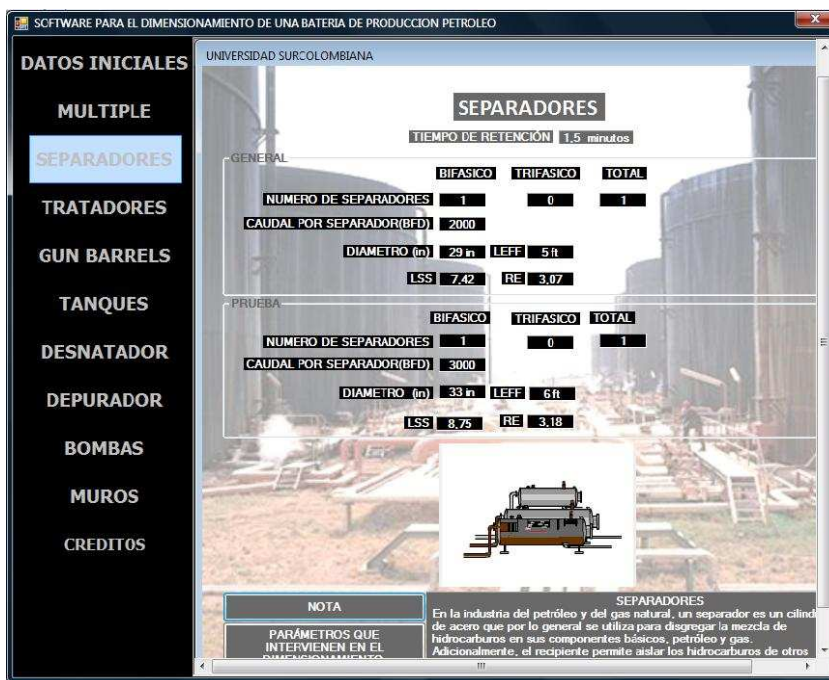 SOFTWARE PARA EL DIMENSIONAMIENTO DE UNA BATERIA DE PRODUCCION PETROLEO
DATOS INICIALES
MULTIPLE
SEPARADORES
TRATADORES
GUN BARRELS
TANQUES
DESNATADOR
DEPURADOR
BOMBAS
MUROS
CREDITOS
UNIVERSIDAD SURCOLOMBIANA
SEPARADORES
TIEMPO DE RETENCIÓN 1,5 minutos
GENERAL
BIFASICO TRIFASICO TOTAL
NUMERO DE SEPARADORES 1 0 1
CAUDAL POR SEPARADOR(BFD) 2000
DIAMETRO (in) 29 in LEFF 5 ft
LSS 7,42 RE 3,07
PRUEBA
BIFASICO TRIFASICO TOTAL
NUMERO DE SEPARADORES 1 0 1
CAUDAL POR SEPARADOR(BFD) 3000
DIAMETRO (in) 33 in LEFF 6 ft
LSS 8,75 RE 3,18
NOTA
PARÁMETROS QUE
INTERVIENEN EN EL
DIMENSIONAMIENTO
SEPARADORES
En la industria del petróleo y del gas natural, un separador es un cilind
de acero que por lo general se utiliza para disgregar la mezcla de
hidrocarburos en sus componentes básicos, petróleo y gas.
Adicionalmente, el recipiente permite aislar los hidrocarburos de otros